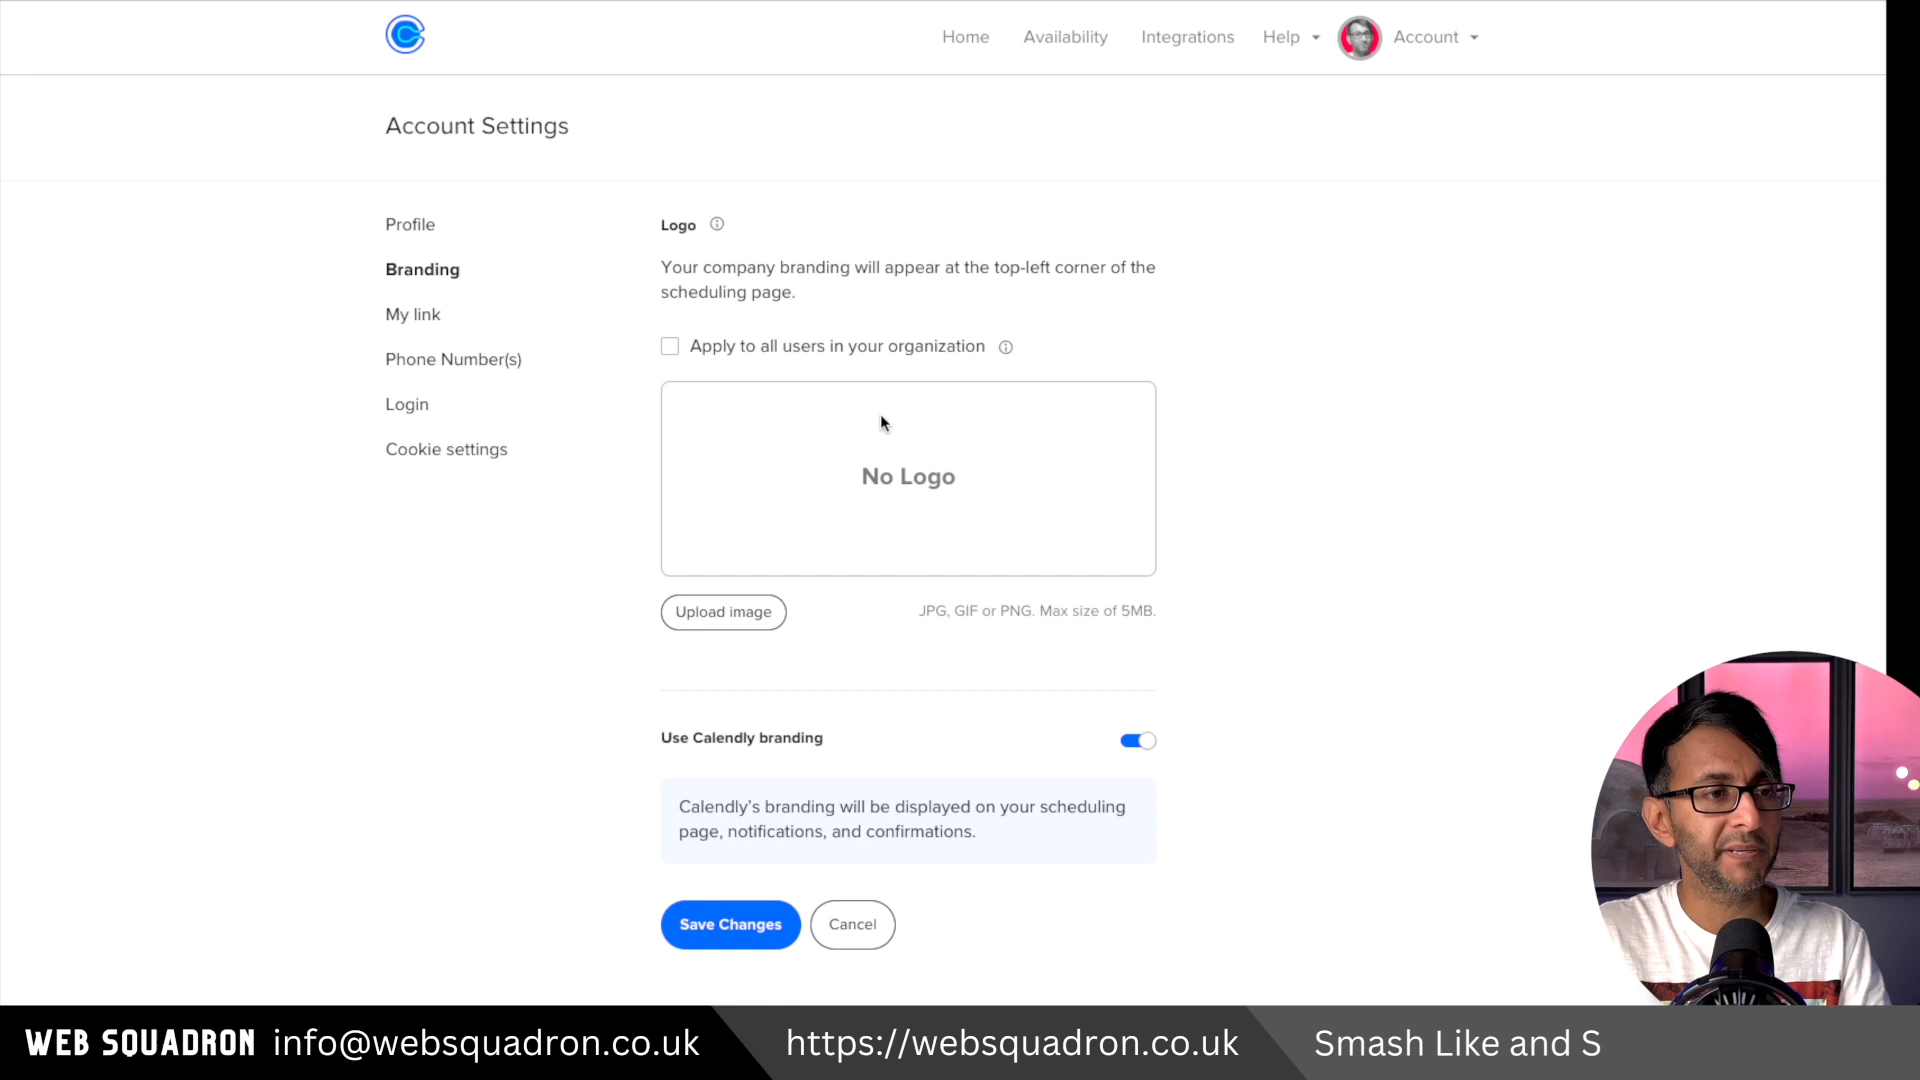 Home Availability Integrations Help Account
Account Settings
Profile
Branding
My link
Phone Number(s)
Login
Cookie settings
Logo
Your company branding will appear at the top-left corner of the
scheduling page.
Apply to all users in your organization
No Logo
Upload image
JPG, GIF or PNG. Max size of 5MB.
Use Calendly branding
Calendly’s branding will be displayed on your scheduling
page, notifications, and confirmations.
Save Changes
Cancel
WEB SQUADRON info@websquadron.co.uk https://websquadron.co.uk Smash Like and S